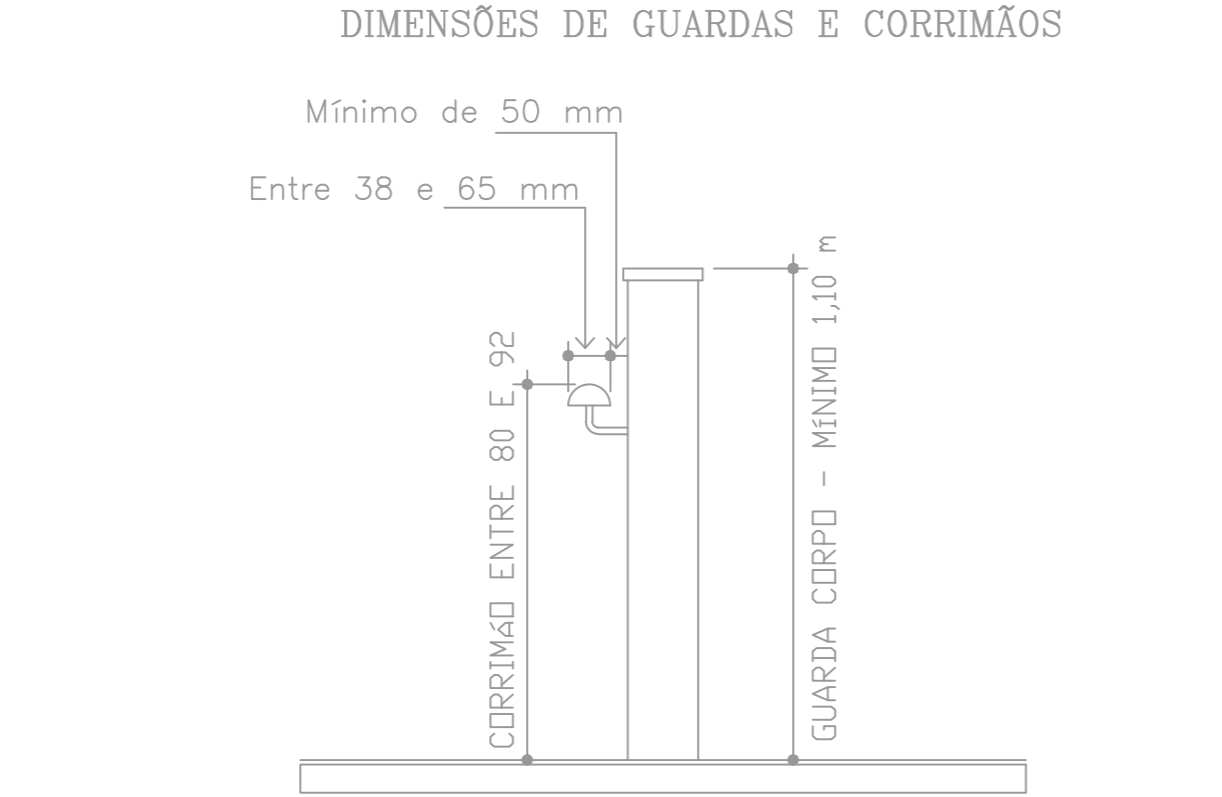 DIMENSÕES DE GUARDAS E CORRIMÃOS
Mínimo de 50 mm
Entre 38 e 65 mm
CORRIMÃO ENTRE 80 E 92
GUARDA CORPO - MÍNIMO 1,10 m